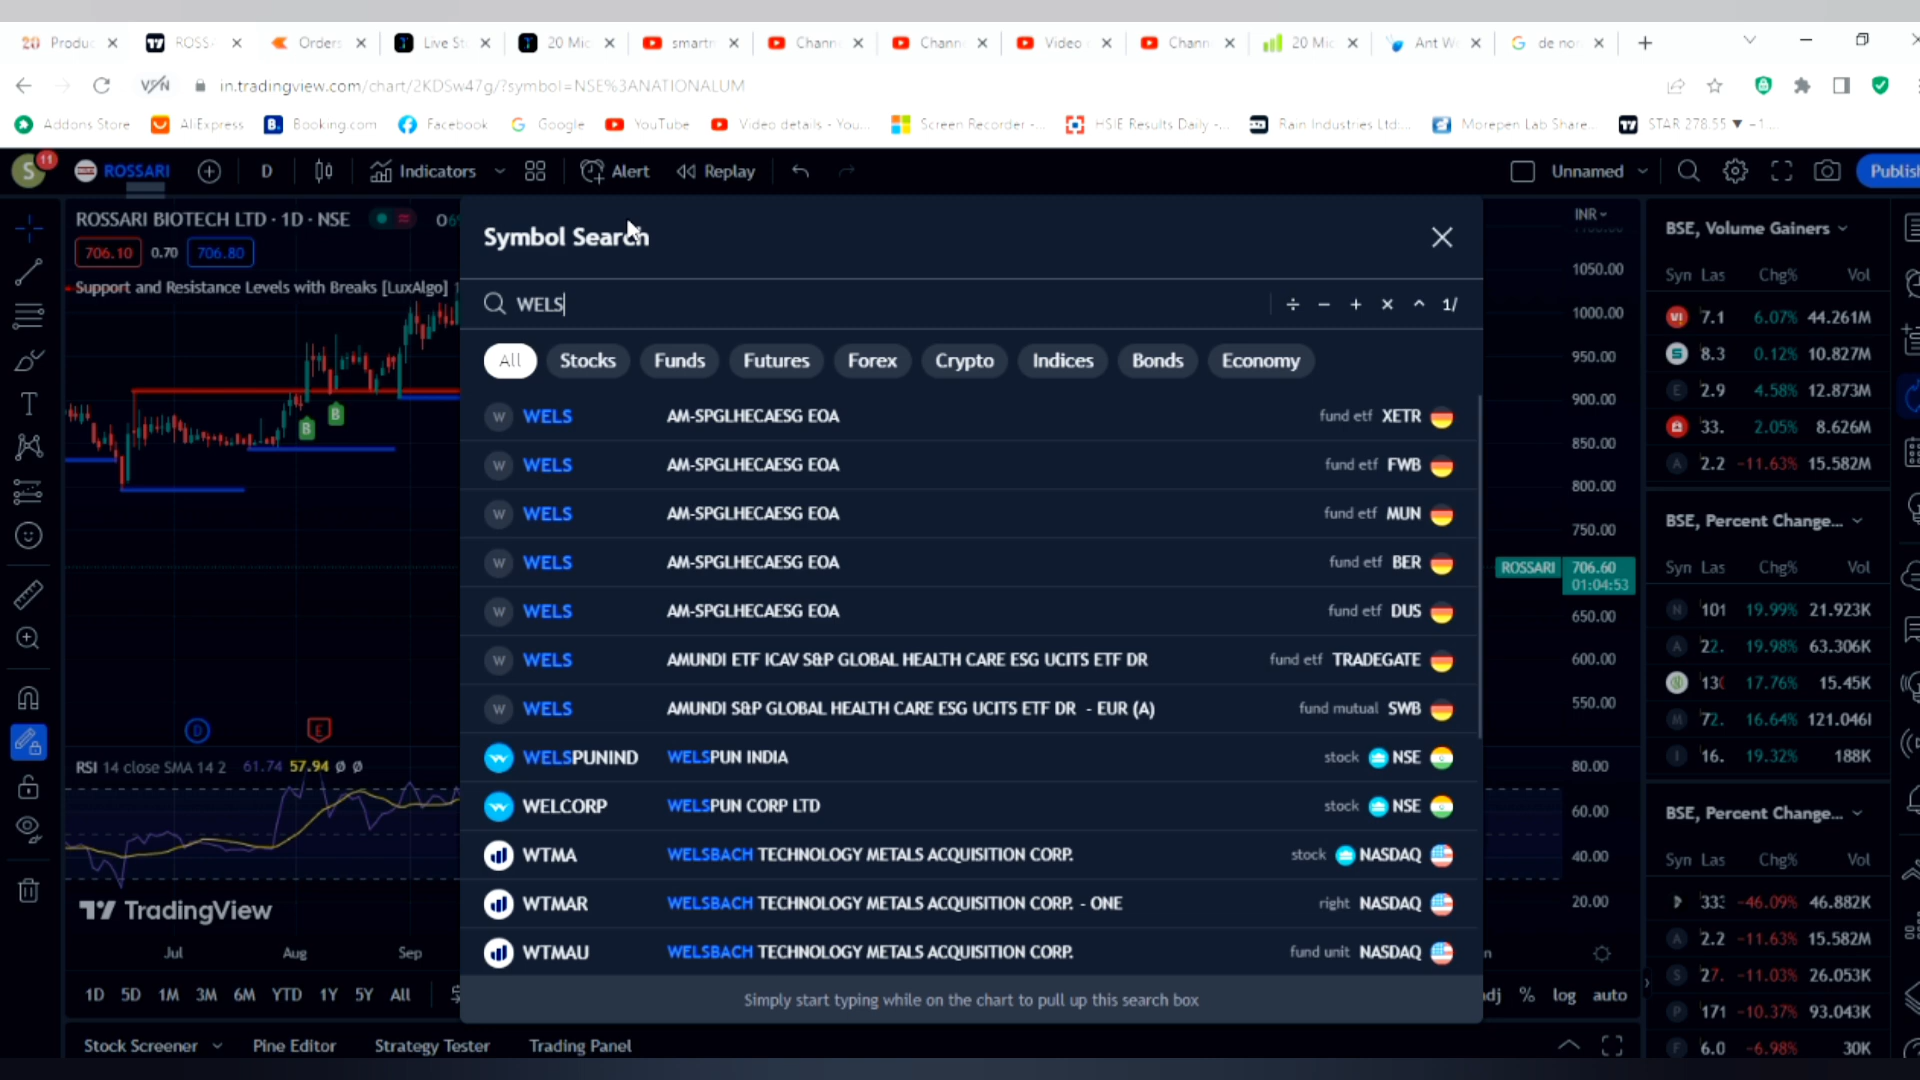 Produc
ROSS
Orders
Live St
20 Mic
smartr
Chann
Chann
Video
Chann
20 Mic
Ant W
de nor
in.tradingview.com/chart/2KDSw47g/?symbol=NSE%3ANATIONALUM
Addons Store AliExpress Booking.com Facebook Google YouTube Video details - You... Screen Recorder -... HSIE Results Daily -... Rain Industries Ltd.... Morepen Lab Share... STAR 278.55 ▼ −1...
S 11 ROSSARI D Indicators Alert Replay Unnamed Publish
ROSSARI BIOTECH LTD · 1D · NSE
706.10 0.70 706.80
Support and Resistance Levels with Breaks [LuxAlgo]
Symbol Search
WELS ÷ − + × ^ 1/
All Stocks Funds Futures Forex Crypto Indices Bonds Economy
W WELS AM-SPGLHECAESG EOA fund etf XETR
W WELS AM-SPGLHECAESG EOA fund etf FWB
W WELS AM-SPGLHECAESG EOA fund etf MUN
W WELS AM-SPGLHECAESG EOA fund etf BER
W WELS AM-SPGLHECAESG EOA fund etf DUS
W WELS AMUNDI ETF ICAV S&P GLOBAL HEALTH CARE ESG UCITS ETF DR fund etf TRADEGATE
W WELS AMUNDI S&P GLOBAL HEALTH CARE ESG UCITS ETF DR - EUR (A) fund mutual SWB
WELSPUNIND WELSPUN INDIA stock NSE
WELCORP WELSPUN CORP LTD stock NSE
WTMA WELSBACH TECHNOLOGY METALS ACQUISITION CORP. stock NASDAQ
WTMAR WELSBACH TECHNOLOGY METALS ACQUISITION CORP. - ONE right NASDAQ
WTMAU WELSBACH TECHNOLOGY METALS ACQUISITION CORP. fund unit NASDAQ
Simply start typing while on the chart to pull up this search box
B
B
D
E
RSI 14 close SMA 14 2 61.74 57.94 Ø Ø
TradingView
Jul Aug Sep
1D 5D 1M 3M 6M YTD 1Y 5Y All
% log auto
Stock Screener Pine Editor Strategy Tester Trading Panel
INR
1050.00
1000.00
950.00
900.00
850.00
800.00
750.00
ROSSARI 706.60
01:04:53
650.00
600.00
550.00
80.00
60.00
40.00
20.00
BSE, Volume Gainers
Syn Las Chg% Vol
7.1 6.07% 44.261M
8.3 0.12% 10.827M
E 2.9 4.58% 12.873M
33. 2.05% 8.626M
A 2.2 −11.63% 15.582M
BSE, Percent Change...
Syn Las Chg% Vol
N 101 19.99% 21.923K
A 22. 19.98% 63.306K
17.76% 15.45K
M 72. 16.64%
I 16. 19.32% 188K
BSE, Percent Change...
Syn Las Chg% Vol
−46.09% 46.882K
A 2.2 −11.63% 15.582M
S 27. −11.03% 26.053K
P 171 −10.37% 93.043K
F 6.0 −6.98% 30K